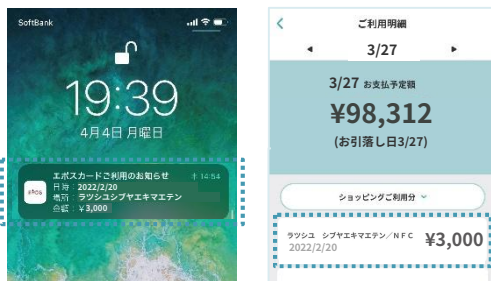 SoftBank
19:39
4月4日 月曜日
エポスカードご利用のお知らせ 14:54
日時：2022/2/20
場所：ラツシユシブヤエキマエテン
金額：￥3,000
EPOS
ご利用明細
3/27
3/27 お支払予定額
¥98,312
(お引落し日3/27)
ショッピングご利用分
ラツシユ シブヤエキマエテン／ＮＦＣ ¥3,000
2022/2/20